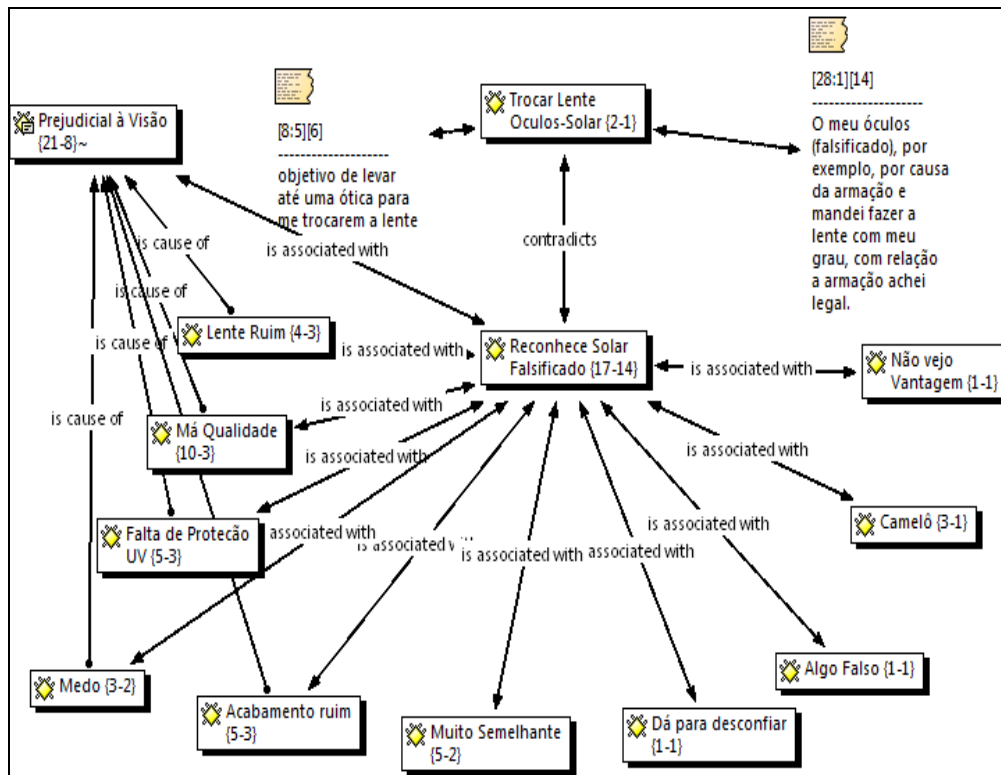 [28:1][14]
----------------------
O meu óculos
(falsificado), por
exemplo, por causa
da armação e
mandei fazer a
lente com meu
grau, com relação
a armação achei
legal.
[8:5][6]
----------------------
objetivo de levar
até uma ótica para
me trocarem a lente
Trocar Lente
Oculos-Solar {2-1}
Prejudicial à Visão
{21-8}~
contradicts
is cause of
is associated with
is cause of
is cause of
is cause of
Lente Ruim {4-3}
is associated with
Reconhece Solar
Falsificado {17-14}
is associated with
Não vejo
Vantagem {1-1}
is associated with
Má Qualidade
{10-3}
is associated with
is associated with
Falta de Protecão
UV {5-3}
associated with
is associated with
is associated with
associated with
is associated with
Camelô {3-1}
Medo {3-2}
Acabamento ruim
{5-3}
Muito Semelhante
{5-2}
Dá para desconfiar
{1-1}
Algo Falso {1-1}